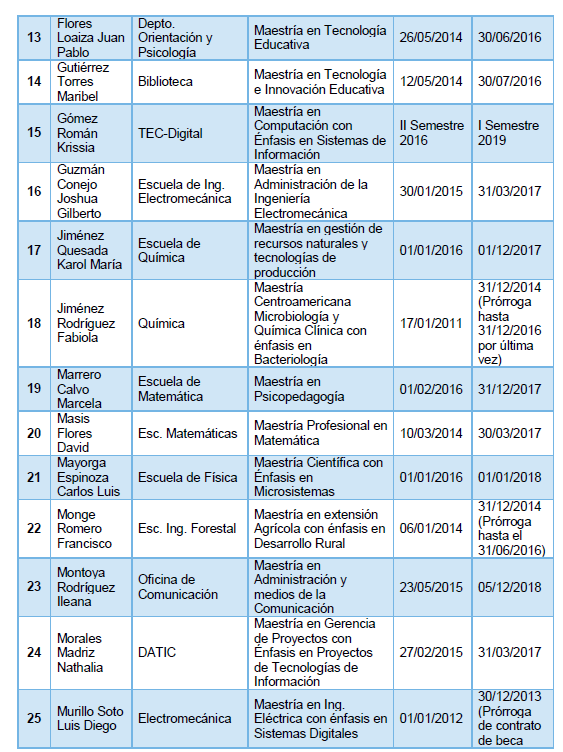 13
Flores
Loaiza Juan
Pablo
Depto.
Orientación y
Psicología
Maestría en Tecnología
Educativa
26/05/2014
30/06/2016
14
Gutiérrez
Torres
Maribel
Biblioteca
Maestría en Tecnología
e Innovación Educativa
12/05/2014
30/07/2016
15
Gómez
Román
Krissia
TEC-Digital
Maestría en
Computación con
Énfasis en Sistemas de
Información
II Semestre
2016
I Semestre
2019
16
Guzmán
Conejo
Joshua
Gilberto
Escuela de Ing.
Electromecánica
Maestría en
Administración de la
Ingeniería
Electromecánica
30/01/2015
31/03/2017
17
Jiménez
Quesada
Karol María
Escuela de
Química
Maestría en gestión de
recursos naturales y
tecnologías de
producción
01/01/2016
01/12/2017
18
Jiménez
Rodríguez
Fabiola
Química
Maestría
Centroamericana
Microbiología y
Química Clínica con
énfasis en
Bacteriología
17/01/2011
31/12/2014
(Prórroga
hasta
31/12/2016
por última
vez)
19
Marrero
Calvo
Marcela
Escuela de
Matemática
Maestría en
Psicopedagogía
01/02/2016
31/12/2017
20
Masis
Flores
David
Esc. Matemáticas
Maestría Profesional en
Matemática
10/03/2014
30/03/2017
21
Mayorga
Espinoza
Carlos Luis
Escuela de Física
Maestría Científica con
Énfasis en
Microsistemas
01/01/2016
01/01/2018
22
Monge
Romero
Francisco
Esc. Ing. Forestal
Maestría en extensión
Agrícola con énfasis en
Desarrollo Rural
06/01/2014
31/12/2014
(Prórroga
hasta el
31/06/2016)
23
Montoya
Rodríguez
Ileana
Oficina de
Comunicación
Maestría en
Administración y
medios de la
Comunicación
23/05/2015
05/12/2018
24
Morales
Madriz
Nathalia
DATIC
Maestría en Gerencia
de Proyectos con
Énfasis en Proyectos
de Tecnologías de
Información
27/02/2015
31/03/2017
25
Murillo Soto
Luis Diego
Electromecánica
Maestría en Ing.
Eléctrica con énfasis en
Sistemas Digitales
01/01/2012
30/12/2013
(Prórroga
de contrato
de beca